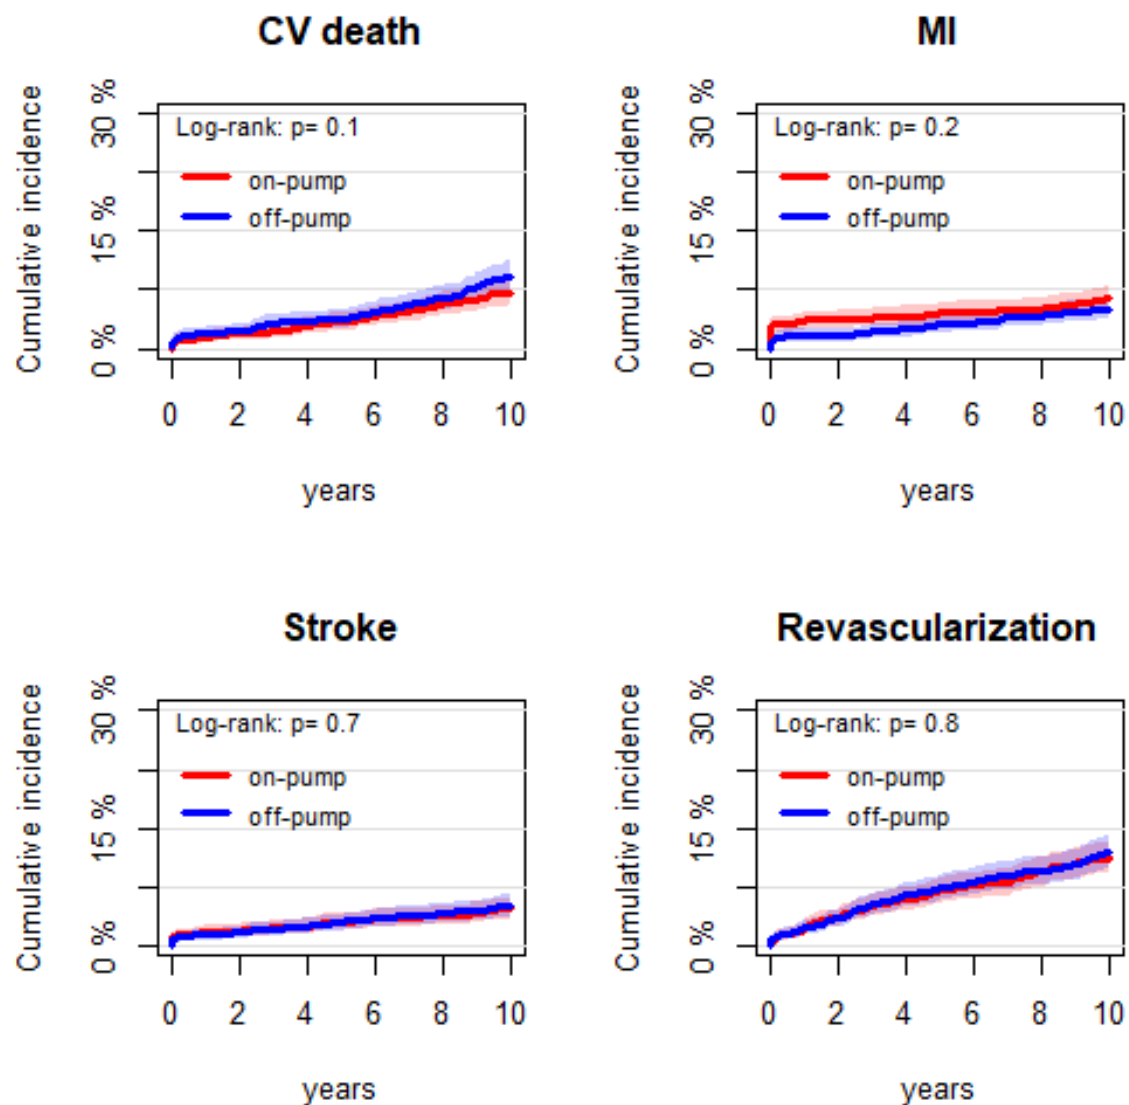 CV death
Cumulative incidence
0 % 15 % 30 %
Log-rank: p= 0.1
on-pump
off-pump
0 2 4 6 8 10
years
MI
Cumulative incidence
0 % 15 % 30 %
Log-rank: p= 0.2
on-pump
off-pump
0 2 4 6 8 10
years
Stroke
Cumulative incidence
0 % 15 % 30 %
Log-rank: p= 0.7
on-pump
off-pump
0 2 4 6 8 10
years
Revascularization
Cumulative incidence
0 % 15 % 30 %
Log-rank: p= 0.8
on-pump
off-pump
0 2 4 6 8 10
years